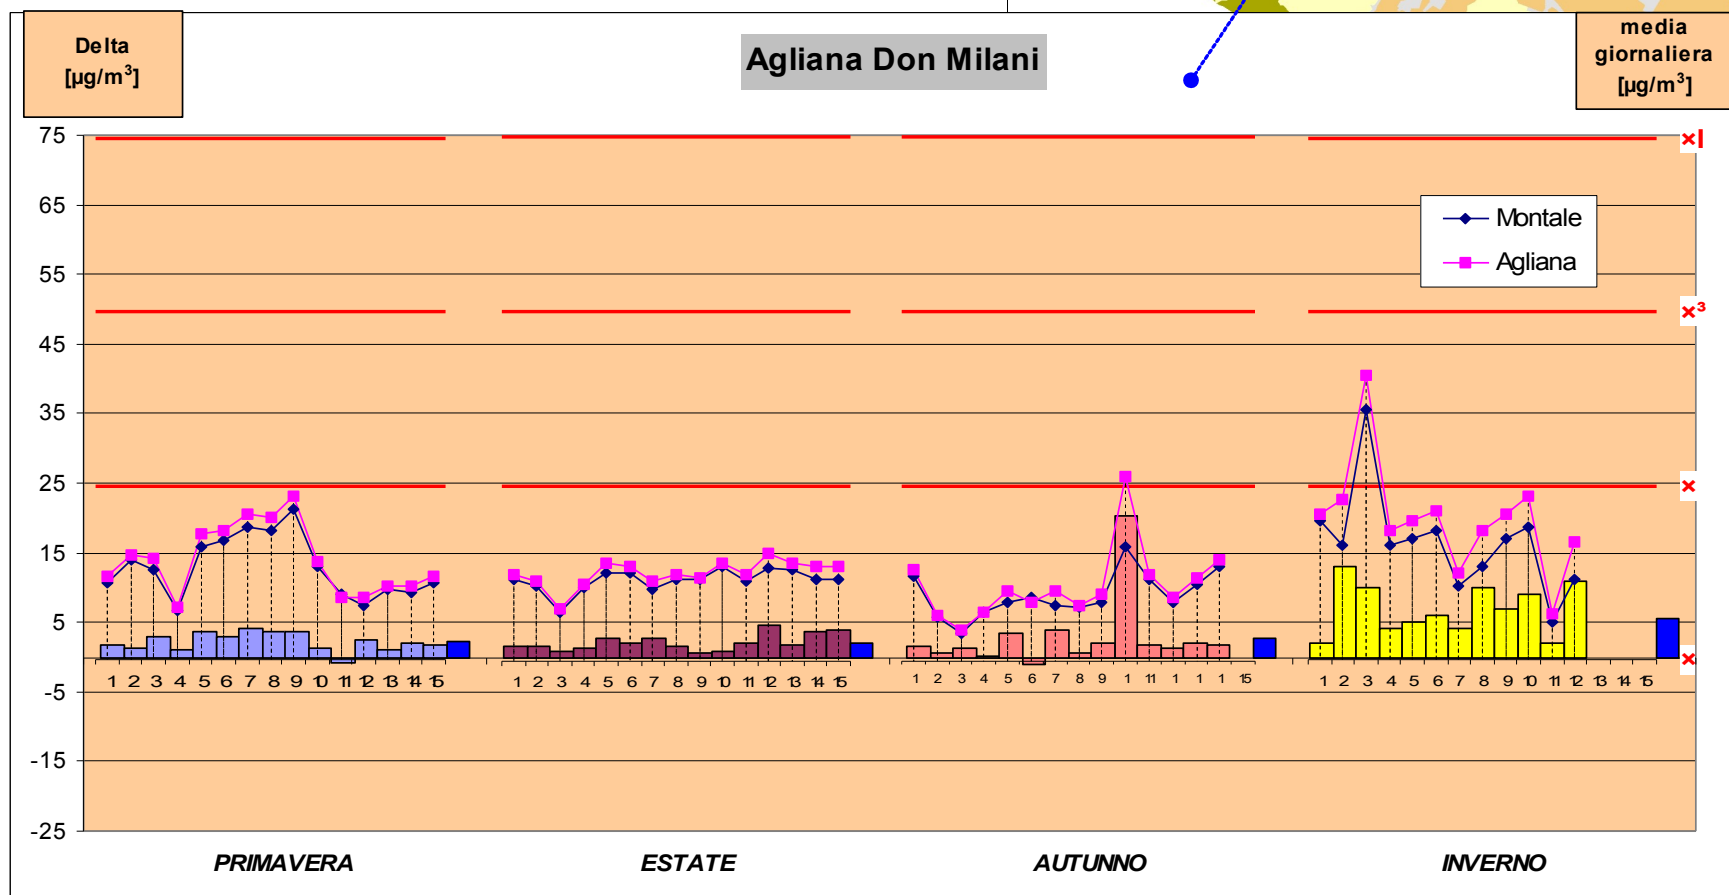 Delta
[µg/m³]
Agliana Don Milani
media
giornaliera
[µg/m³]
75
65
55
45
35
25
15
5
-5
-15
-25
Montale
Agliana
1 2 3 4 5 6 7 8 9 10 11 12 13 14 15
1 2 3 4 5 6 7 8 9 10 11 12 13 14 15
1 2 3 4 5 6 7 8 9 1 11 1 1 1 15
1 2 3 4 5 6 7 8 9 10 11 12 13 14 15
×
׳
×
×
PRIMAVERA ESTATE AUTUNNO INVERNO